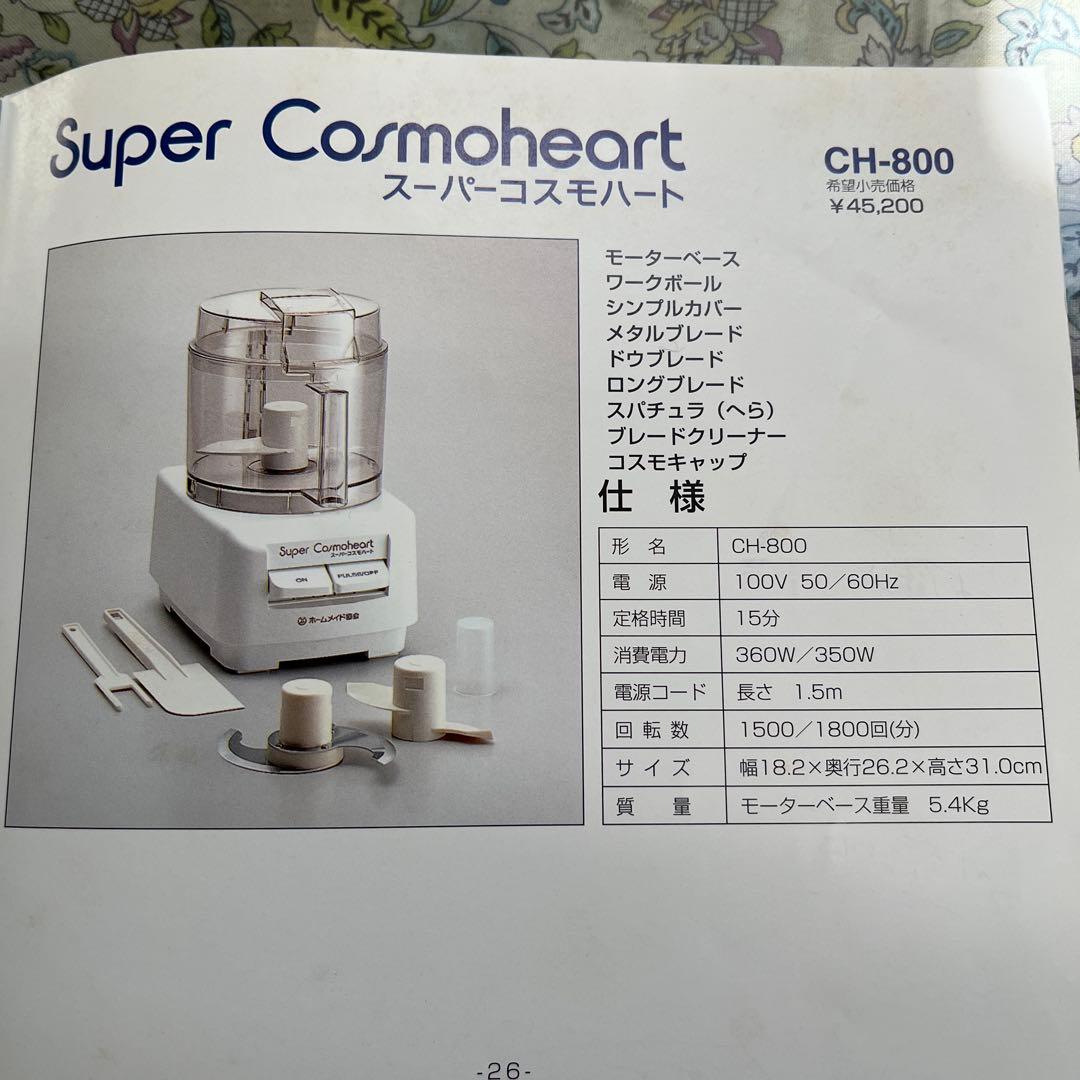 Super Cosmoheart
スーパーコスモハート
CH-800
希望小売価格
￥45,200
モーターベース
ワークボール
シンプルカバー
メタルブレード
ドウブレード
ロングブレード
スパチュラ（へら）
ブレードクリーナー
コスモキャップ
Super Cosmoheart
スーパーコスモハート
ON PULSE/OFF
ホームメイド協会
仕 様
形 名 CH-800
電 源 100V 50／60Hz
定格時間 15分
消費電力 360W／350W
電源コード 長さ 1.5m
回 転 数 1500／1800回(分)
サ イ ズ 幅18.2×奥行26.2×高さ31.0cm
質 量 モーターベース重量 5.4Kg
-26-